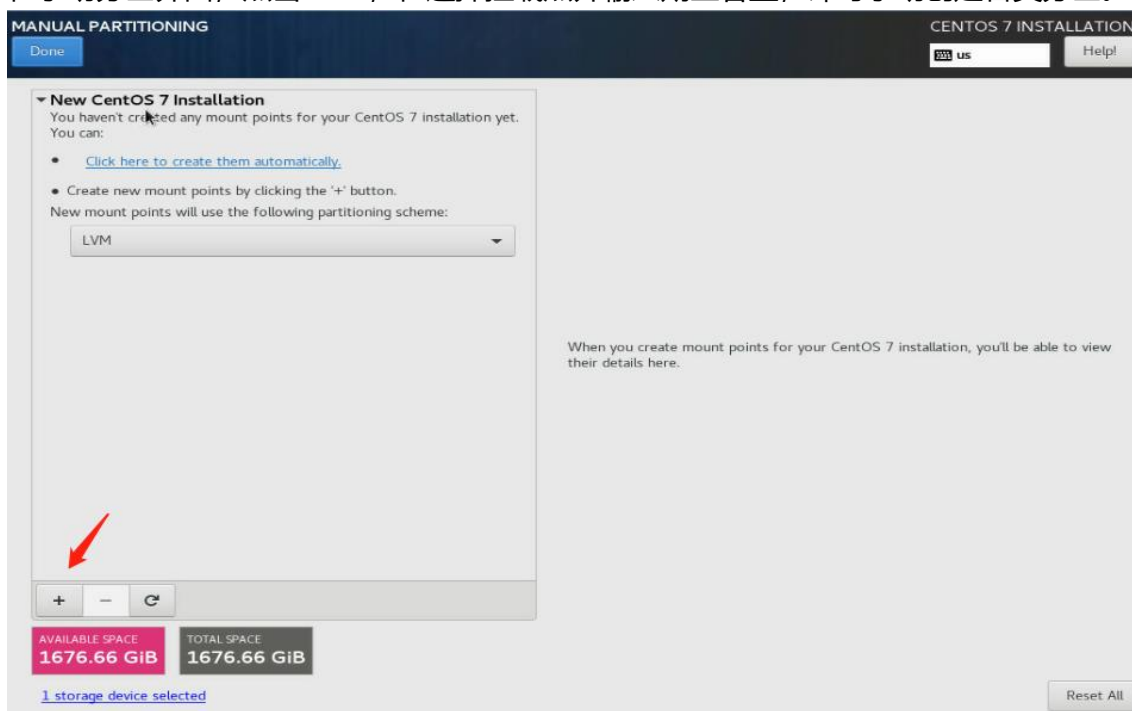 MANUAL PARTITIONING
CENTOS 7 INSTALLATION
Done
us
Help!
New CentOS 7 Installation
You haven't created any mount points for your CentOS 7 installation yet.
You can:
• Click here to create them automatically.
• Create new mount points by clicking the '+' button.
New mount points will use the following partitioning scheme:
LVM
When you create mount points for your CentOS 7 installation, you'll be able to view
their details here.
+ – 
AVAILABLE SPACE
1676.66 GiB
TOTAL SPACE
1676.66 GiB
1 storage device selected
Reset All